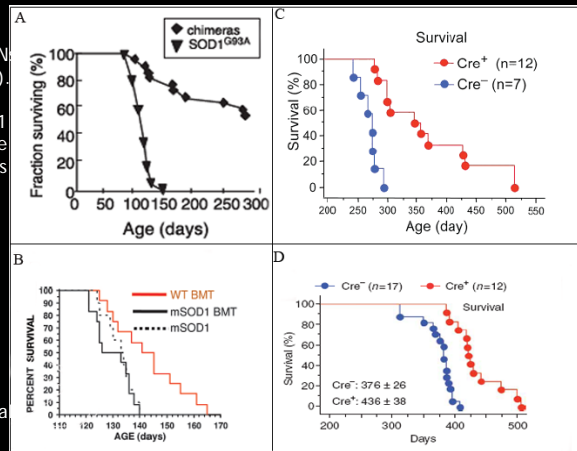 A
chimeras
SOD1G93A
Fraction surviving (%)
100
80
60
40
20
0
0 50 100 150 200 250 300
Age (days)
C
Survival
Cre+ (n=12)
Cre− (n=7)
Survival (%)
100
80
60
40
20
0
200 250 300 350 400 450 500 550
Age (day)
B
WT BMT
mSOD1 BMT
mSOD1
PERCENT SURVIVAL
100
90
80
70
60
50
40
30
20
10
0
110 120 130 140 150 160 170
AGE (days)
D
Cre− (n=17) Cre+ (n=12)
Survival
Survival (%)
100
80
60
40
20
0
Cre−: 376 ± 26
Cre+: 436 ± 38
200 300 400 500
Days